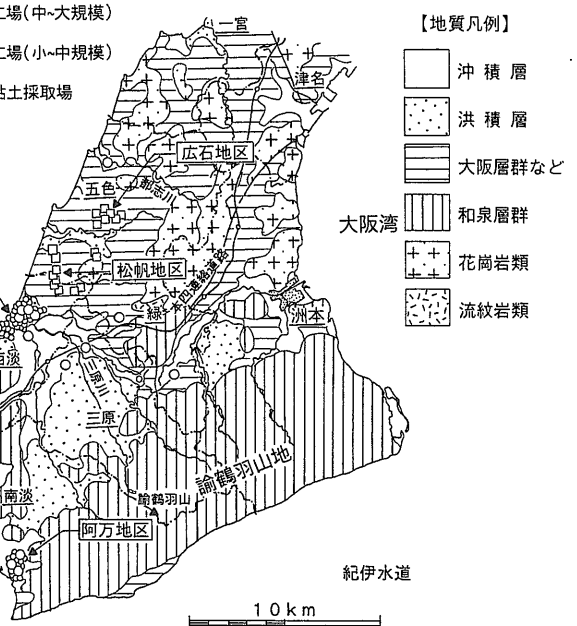 工場(中~大規模)
工場(小~中規模)
粘土採取場
【地質凡例】
沖積層
洪積層
大阪層群など
和泉層群
花崗岩類
流紋岩類
一宮
津名
広石地区
五色
都志川
大阪湾
松帆地区
本四連絡道路
緑
洲本
西淡
三原川
三原
諭鶴羽山地
諭鶴羽山
南淡
阿万地区
紀伊水道
10km